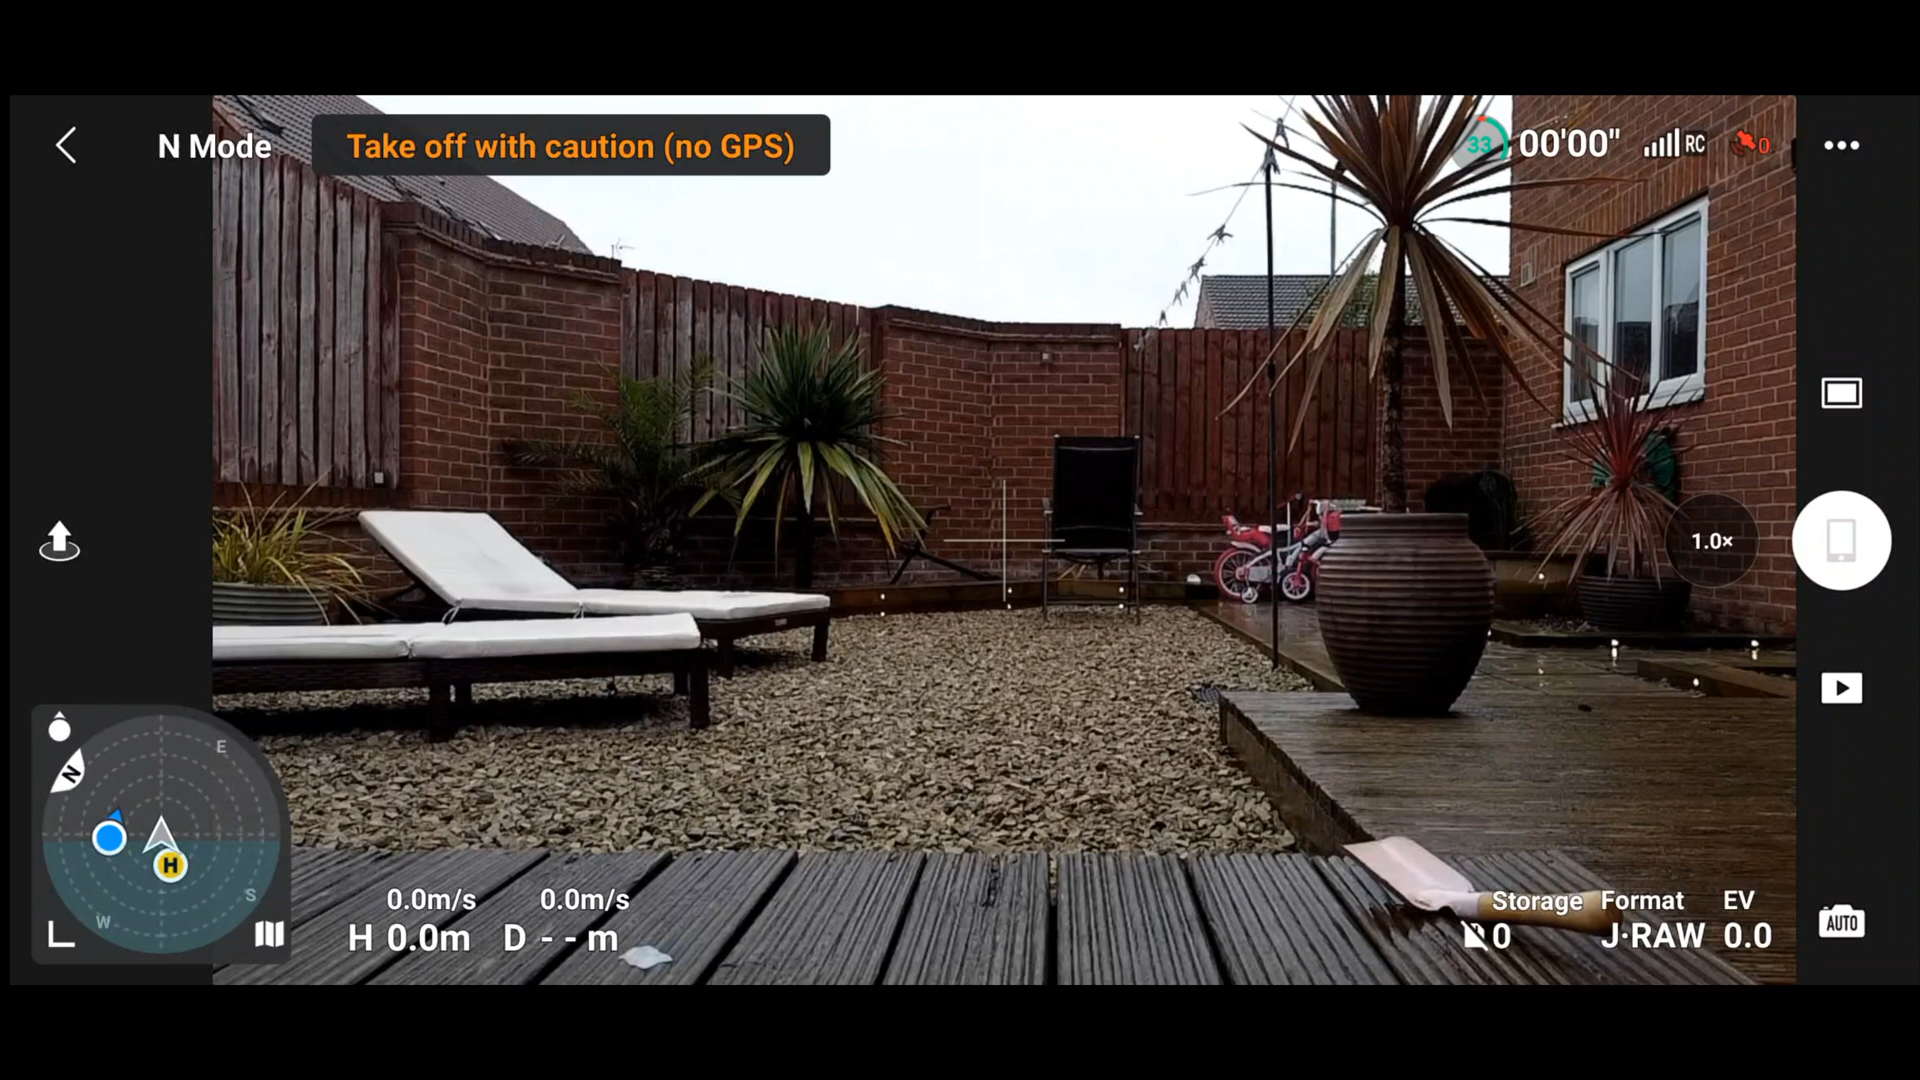 N Mode
Take off with caution (no GPS)
33
00'00"
RC
0
1.0×
E
N
H
S
W
0.0m/s 0.0m/s
H 0.0m D - - m
Storage Format EV
0 J·RAW 0.0
AUTO